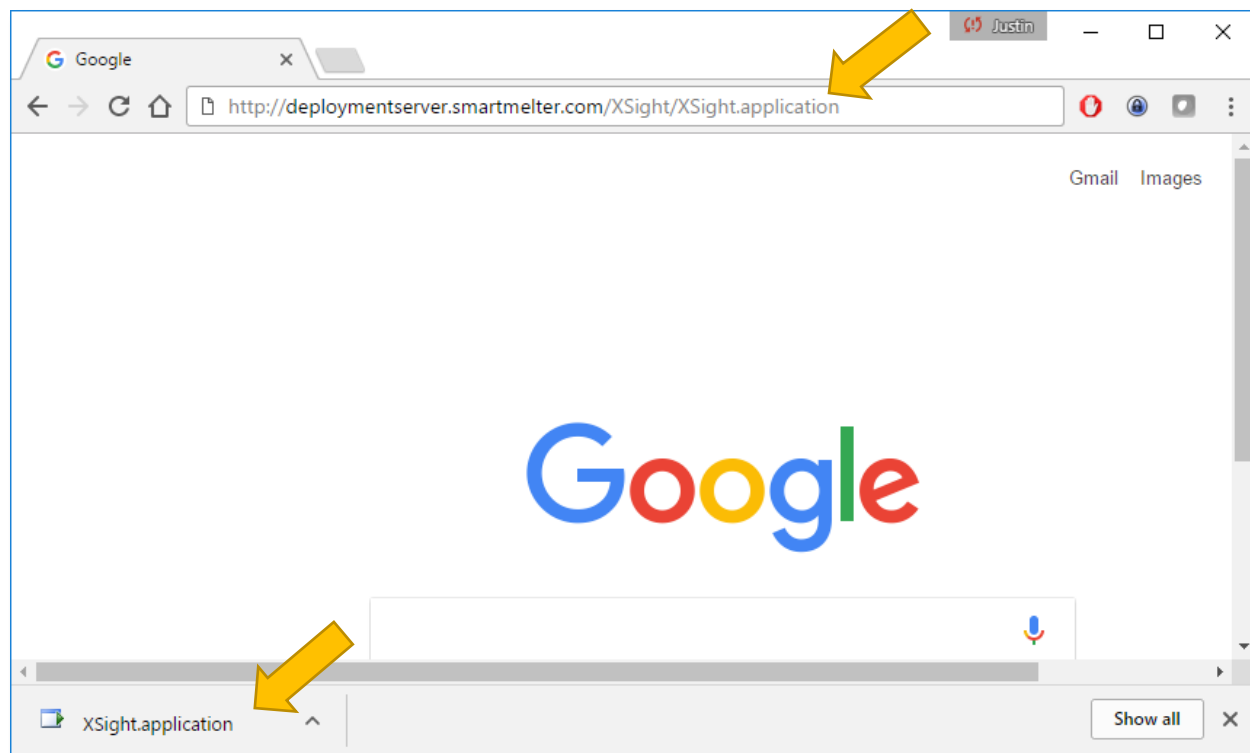 Justin
Google
http://deploymentserver.smartmelter.com/XSight/XSight.application
Gmail Images
Google
XSight.application
Show all